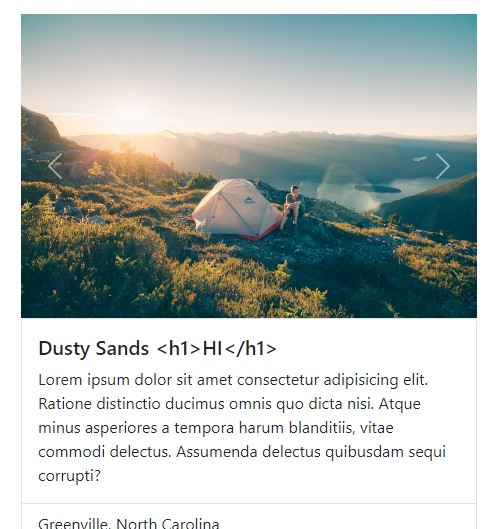 Dusty Sands <h1>HI</h1>
Lorem ipsum dolor sit amet consectetur adipisicing elit.
Ratione distinctio ducimus omnis quo dicta nisi. Atque
minus asperiores a tempora harum blanditiis, vitae
commodi delectus. Assumenda delectus quibusdam sequi
corrupti?
Greenville, North Carolina